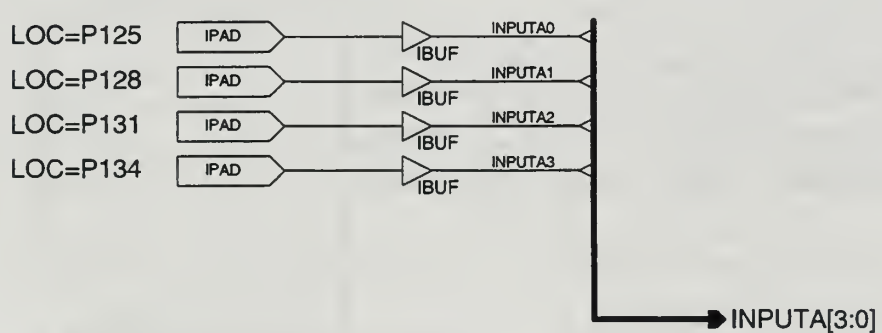 LOC=P125 IPAD IBUF INPUTA0
LOC=P128 IPAD IBUF INPUTA1
LOC=P131 IPAD IBUF INPUTA2
LOC=P134 IPAD IBUF INPUTA3
INPUTA[3:0]